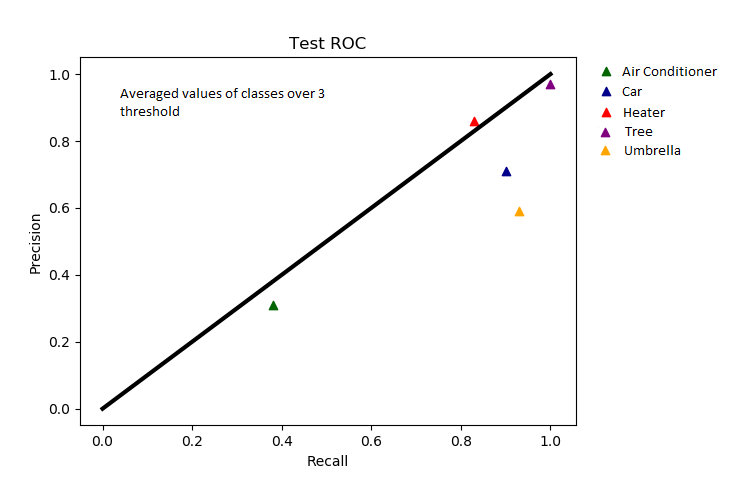 Test ROC
Averaged values of classes over 3
threshold
Air Conditioner
Car
Heater
Tree
Umbrella
Precision
1.0
0.8
0.6
0.4
0.2
0.0
0.0 0.2 0.4 0.6 0.8 1.0
Recall